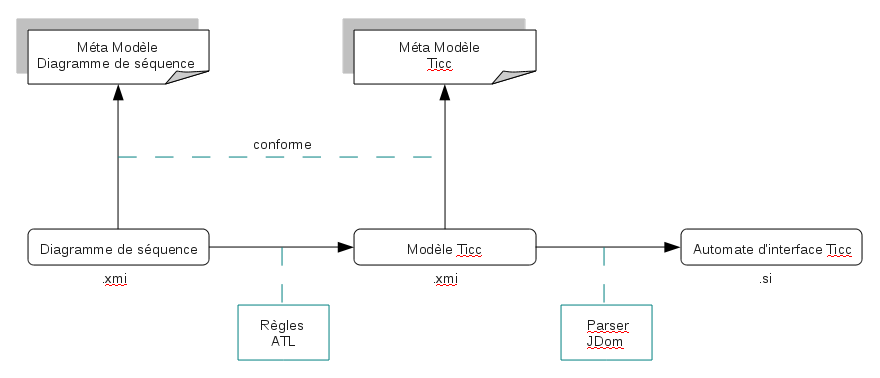 Méta Modèle
Diagramme de séquence
Méta Modèle
Ticc
conforme
Diagramme de séquence
Modèle Ticc
Automate d'interface Ticc
.xmi
.xmi
.si
Règles
ATL
Parser
JDom